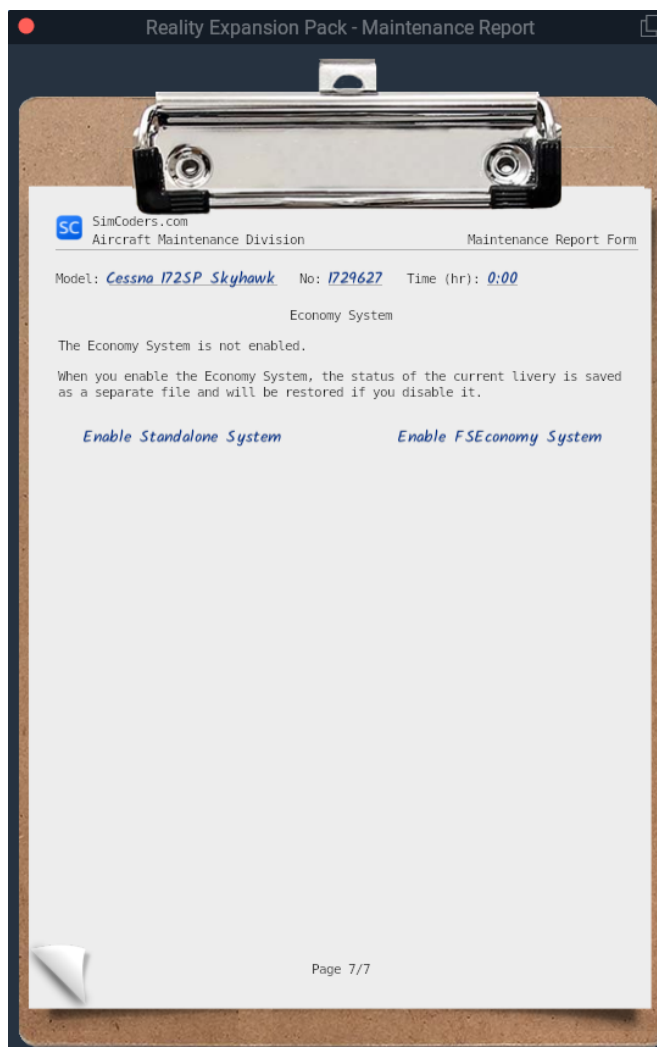 Reality Expansion Pack - Maintenance Report
SC
SimCoders.com
Aircraft Maintenance Division Maintenance Report Form
Model: Cessna 172SP Skyhawk No: 1729627 Time (hr): 0:00
Economy System
The Economy System is not enabled.
When you enable the Economy System, the status of the current livery is saved
as a separate file and will be restored if you disable it.
Enable Standalone System Enable FSEconomy System
Page 7/7